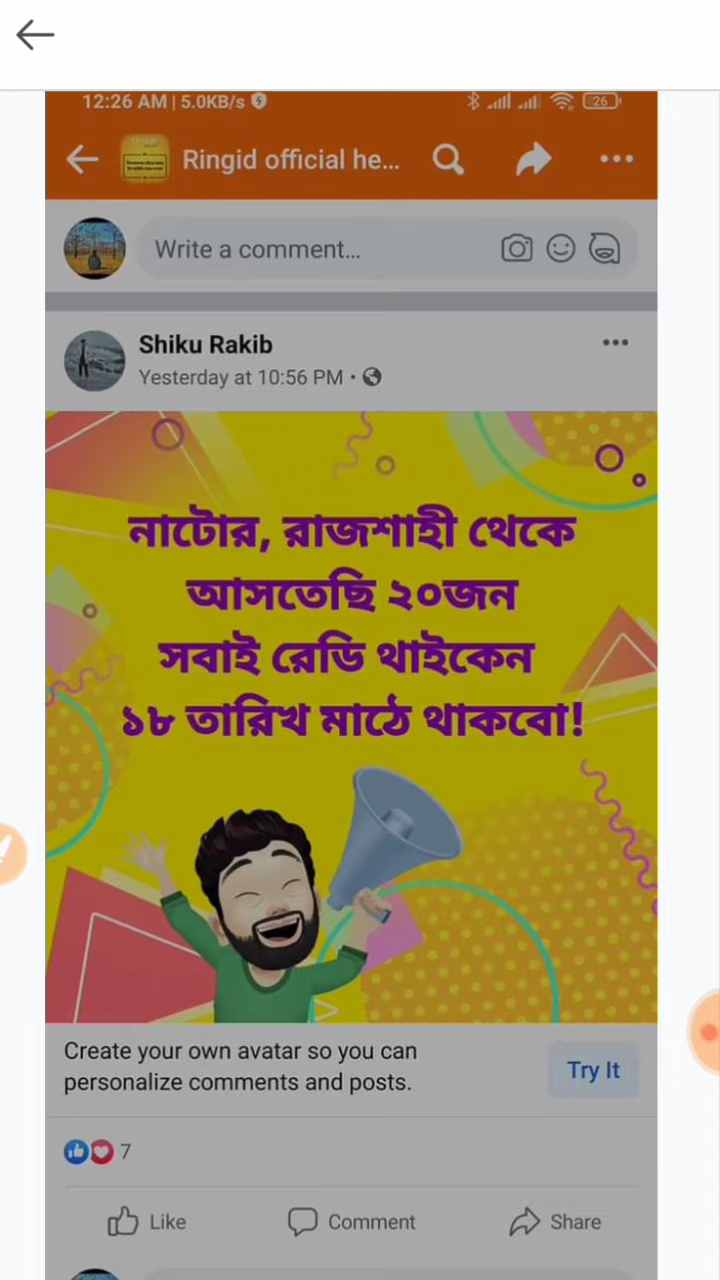 12:26 AM | 5.0KB/s
26
Ringid official he...
Write a comment...
Shiku Rakib
Yesterday at 10:56 PM •
নাটোর, রাজশাহী থেকে
আসতেছি ২০জন
সবাই রেডি থাইকেন
১৮ তারিখ মাঠে থাকবো!
Create your own avatar so you can
personalize comments and posts.
Try It
7
Like
Comment
Share